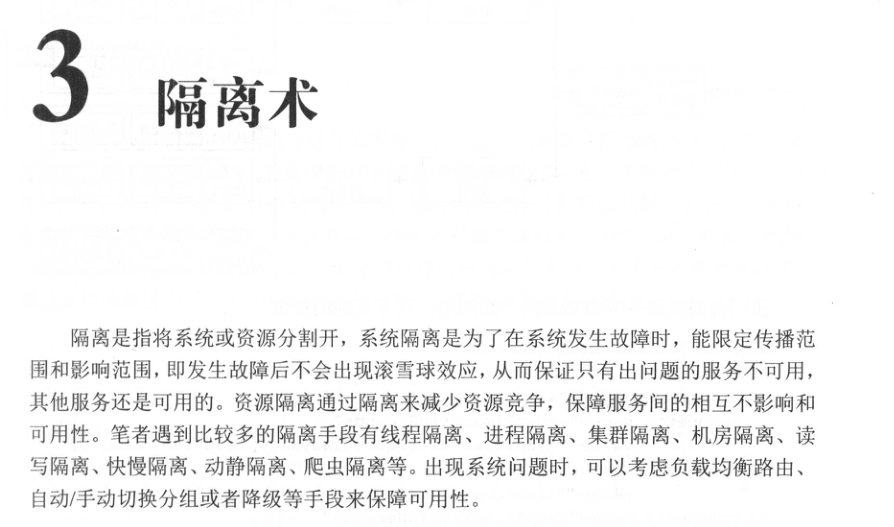 3 隔离术
隔离是指将系统或资源分割开，系统隔离是为了在系统发生故障时，能限定传播范
围和影响范围，即发生故障后不会出现滚雪球效应，从而保证只有出问题的服务不可用，
其他服务还是可用的。资源隔离通过隔离来减少资源竞争，保障服务间的相互不影响和
可用性。笔者遇到比较多的隔离手段有线程隔离、进程隔离、集群隔离、机房隔离、读
写隔离、快慢隔离、动静隔离、爬虫隔离等。出现系统问题时，可以考虑负载均衡路由、
自动/手动切换分组或者降级等手段来保障可用性。